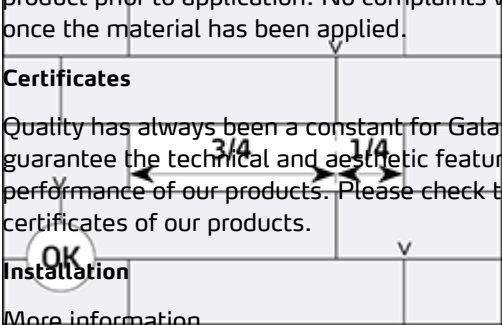 product prior to application. No complaints
once the material has been applied.
Certificates
Quality has always been a constant for Gala
3/4 1/4
guarantee the technical and aesthetic featur
performance of our products. Please check t
certificates of our products.
OK
Installation
More information